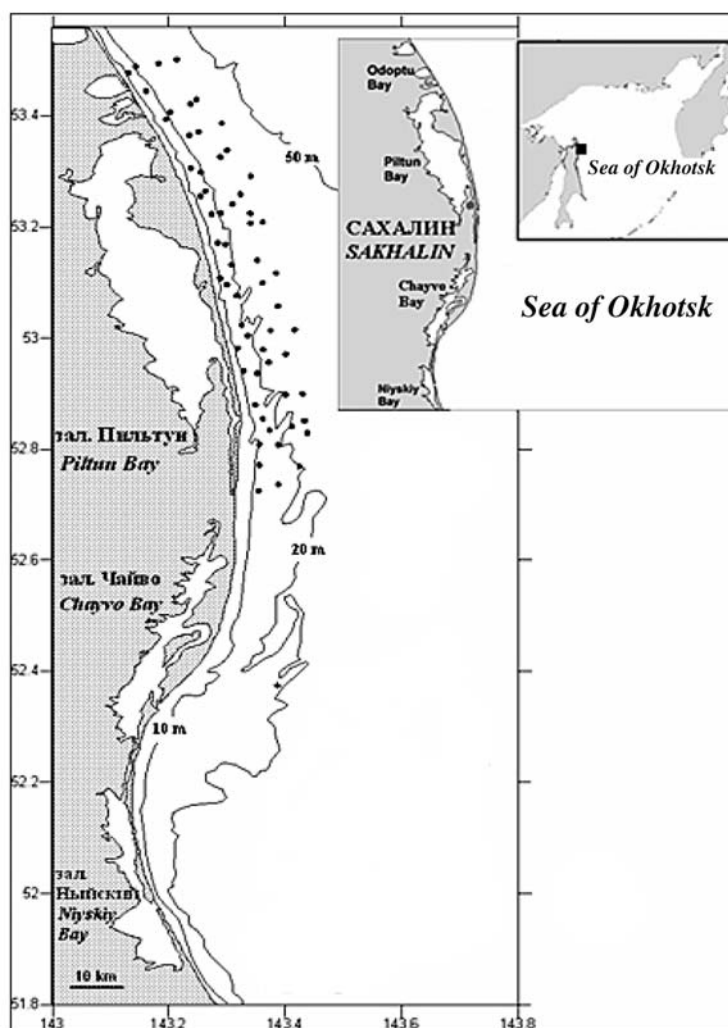 53.4
53.2
53
52.8
52.6
52.4
52.2
52
51.8
143
143.2
143.4
143.6
143.8
50 m
20 m
10 m
зал. Пильтун
Piltun Bay
зал. Чайво
Chayvo Bay
зал.
Ныйский
Niyskiy
Bay
10 km
Odoptu
Bay
Piltun
Bay
САХАЛИН
SAKHALIN
Chayvo
Bay
Niyskiy
Bay
Sea of Okhotsk
Sea of Okhotsk